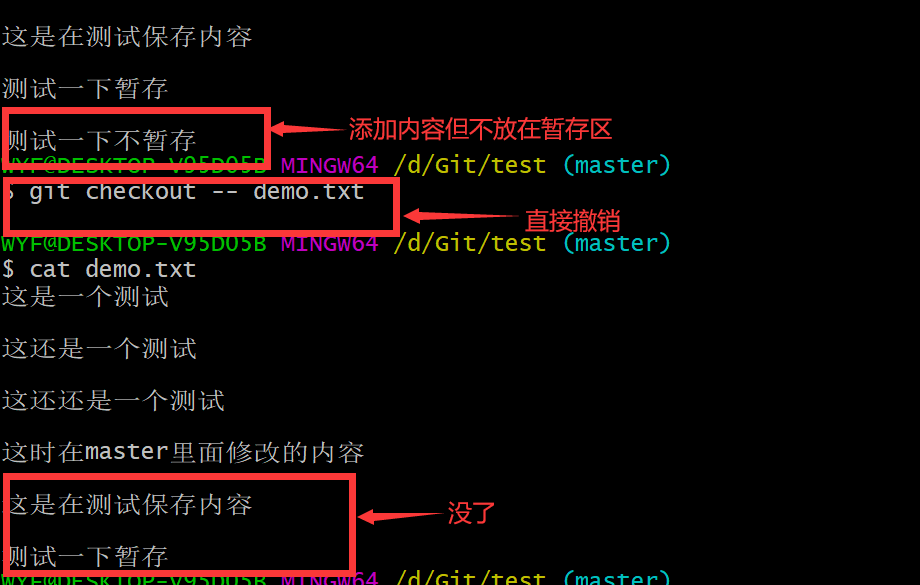 这是在测试保存内容
测试一下暂存
测试一下不暂存
添加内容但不放在暂存区
WYF@DESKTOP-V95DO5B MINGW64 /d/Git/test (master)
$ git checkout -- demo.txt
直接撤销
WYF@DESKTOP-V95DO5B MINGW64 /d/Git/test (master)
$ cat demo.txt
这是一个测试
这还是一个测试
这还还是一个测试
这时在master里面修改的内容
这是在测试保存内容
没了
测试一下暂存
WYF@DESKTOP-V95DO5B MINGW64 /d/Git/test (master)